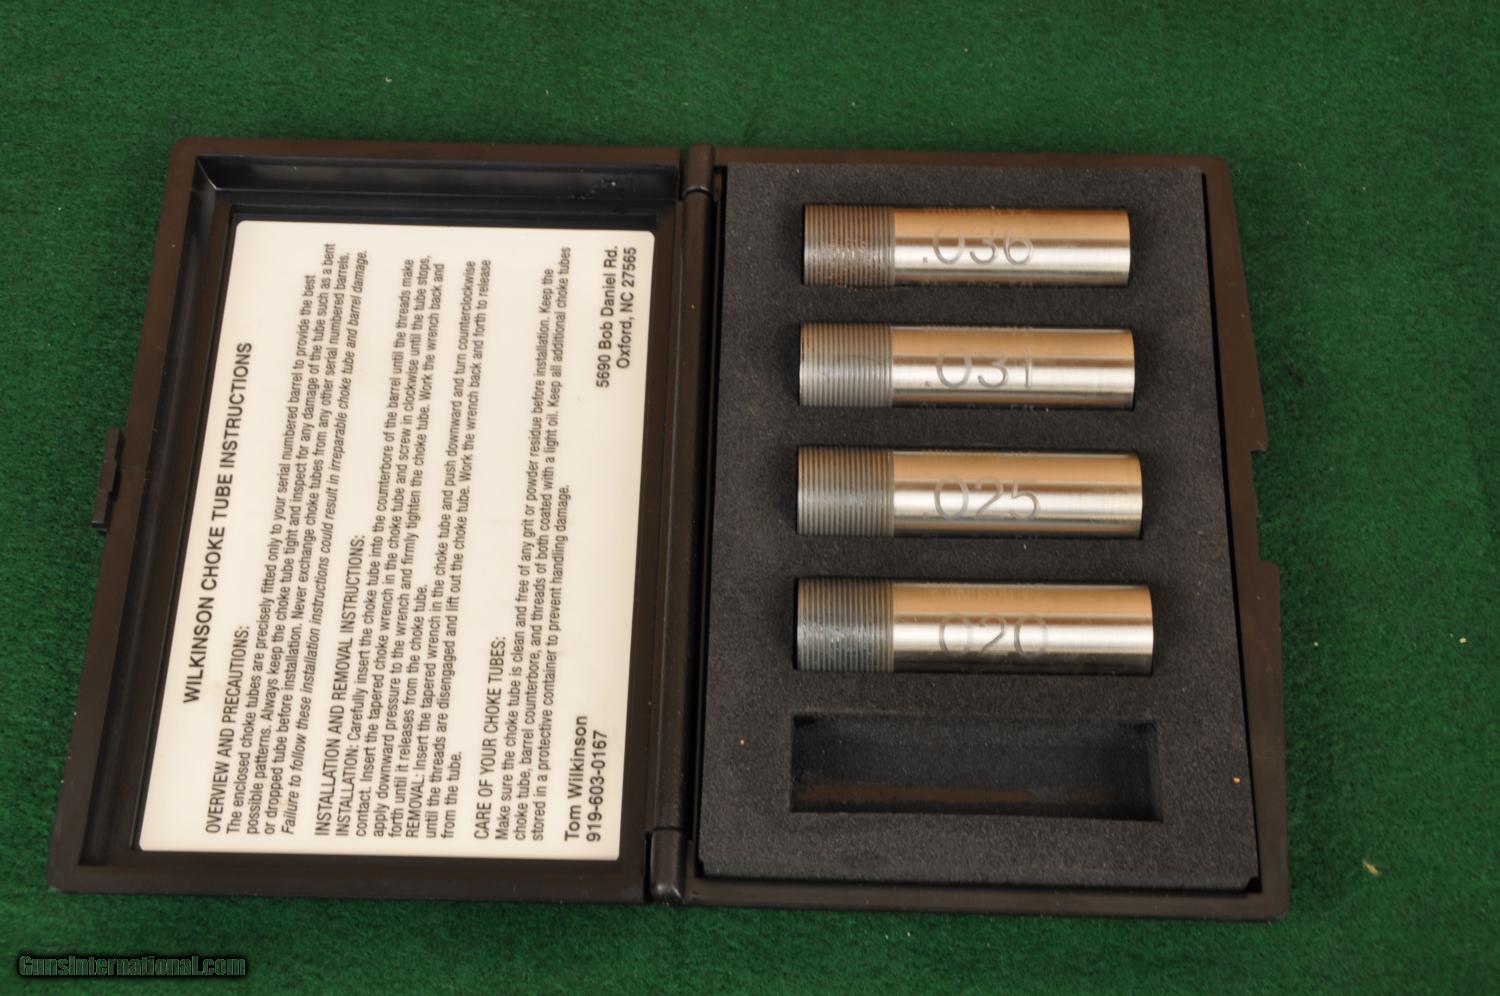 WILKINSON CHOKE TUBE INSTRUCTIONS
OVERVIEW AND PRECAUTIONS:
The enclosed choke tubes are precisely fitted only to your serial numbered barrel to provide the best
possible patterns. Always keep the choke tube tight and inspect for any damage of the tube such as a bent
or dropped tube before installation. Never exchange choke tubes from any other serial numbered barrels.
Failure to follow these installation instructions could result in irreparable choke tube and barrel damage.
INSTALLATION AND REMOVAL INSTRUCTIONS:
INSTALLATION: Carefully insert the choke tube into the counterbore of the barrel until the threads make
contact. Insert the tapered choke wrench in the choke tube and screw in clockwise until the tube stops,
apply downward pressure to the wrench and firmly tighten the choke tube. Work the wrench back and
forth until it releases from the choke tube.
REMOVAL: Insert the tapered wrench in the choke tube and push downward and turn counterclockwise
until the threads are disengaged and lift out the choke tube. Work the wrench back and forth to release
from the tube.
CARE OF YOUR CHOKE TUBES:
Make sure the choke tube is clean and free of any grit or powder residue before installation. Keep the
choke tube, barrel counterbore, and threads of both coated with a light oil. Keep all additional choke tubes
stored in a protective container to prevent handling damage.
Tom Wilkinson
919-603-0167
5690 Bob Daniel Rd.
Oxford, NC 27565
.036
.031
.025
.020
GunsInternational.com